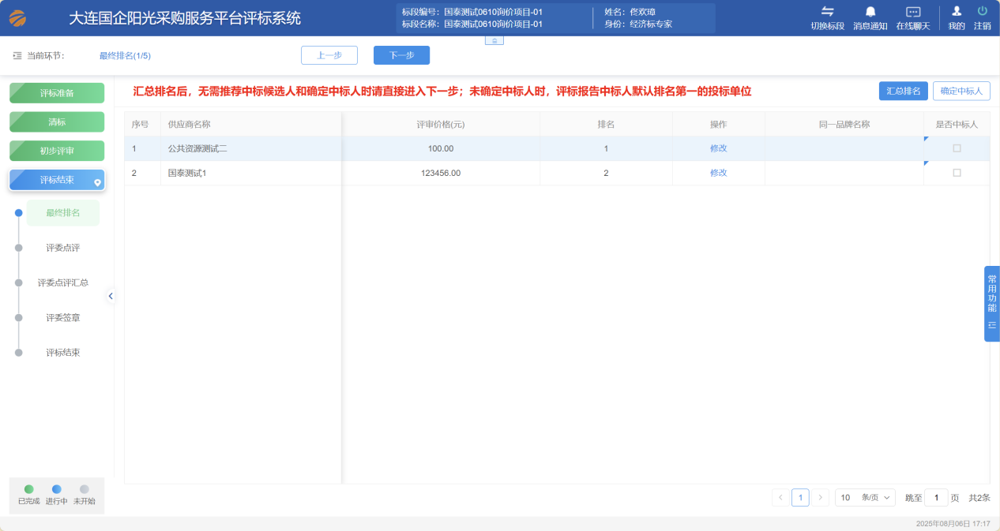 大连国企阳光采购服务平台评标系统
标段编号：国泰测试0610询价项目-01
标段名称：国泰测试0610询价项目-01
姓名：佟欢璋
身份：经济标专家
切换标段 消息通知 在线聊天 我的 注销
当前环节： 最终排名(1/5) 上一步 下一步
评标准备
清标
初步评审
评标结束
最终排名
评委点评
评委点评汇总
评委签章
评标结束
已完成 进行中 未开始
汇总排名后，无需推荐中标候选人和确定中标人时请直接进入下一步；未确定中标人时，评标报告中标人默认排名第一的投标单位
汇总排名 确定中标人
序号 供应商名称 评审价格(元) 排名 操作 同一品牌名称 是否中标人
1 公共资源测试二 100.00 1 修改
2 国泰测试1 123456.00 2 修改
常用功能
1 10 条/页 跳至 1 页 共2条
2025年08月06日 17:17